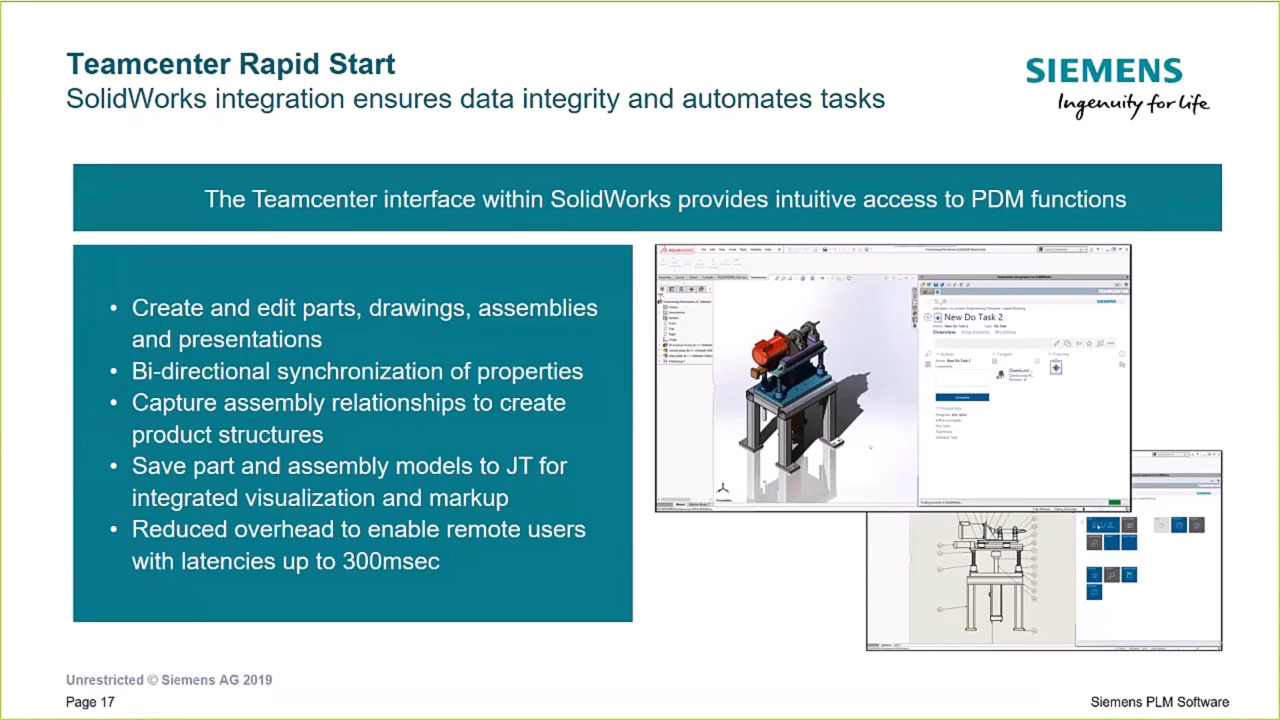 Teamcenter Rapid Start
SolidWorks integration ensures data integrity and automates tasks
SIEMENS
Ingenuity for life
The Teamcenter interface within SolidWorks provides intuitive access to PDM functions
• Create and edit parts, drawings, assemblies
and presentations
• Bi-directional synchronization of properties
• Capture assembly relationships to create
product structures
• Save part and assembly models to JT for
integrated visualization and markup
• Reduced overhead to enable remote users
with latencies up to 300msec
TEAMCENTER
SIEMENS
New Do Task 2
Overview
Unrestricted © Siemens AG 2019
Page 17
Siemens PLM Software